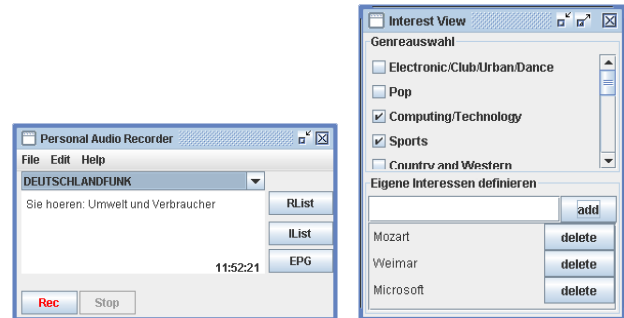 Personal Audio Recorder
File Edit Help
DEUTSCHLANDFUNK
Sie hoeren: Umwelt und Verbraucher
11:52:21
RList
IList
EPG
Rec Stop
Interest View
Genreauswahl
Electronic/Club/Urban/Dance
Pop
Computing/Technology
Sports
Country and Western
Eigene Interessen definieren
add
Mozart delete
Weimar delete
Microsoft delete